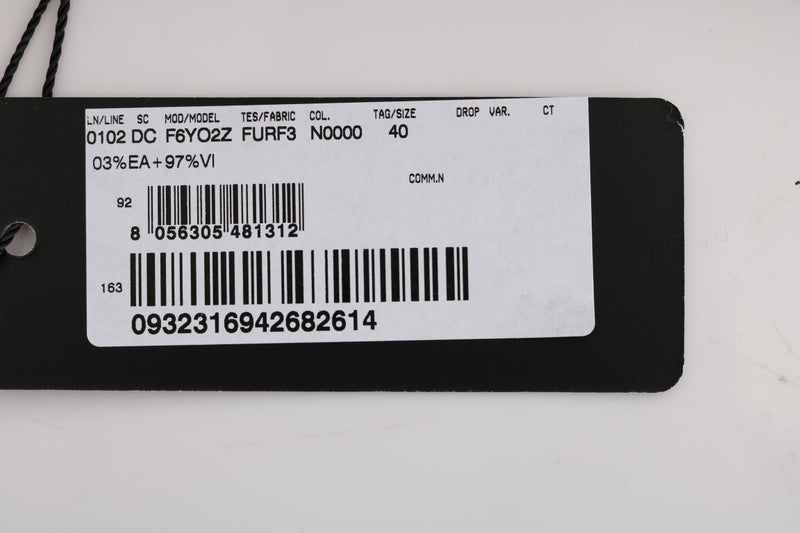 LN/LINE SC MOD/MODEL TES/FABRIC COL. TAG/SIZE DROP VAR. CT
0102 DC F6YO2Z FURF3 N0000 40
03%EA+97%VI
COMM.N
92
8 056305 481312
163
0932316942682614